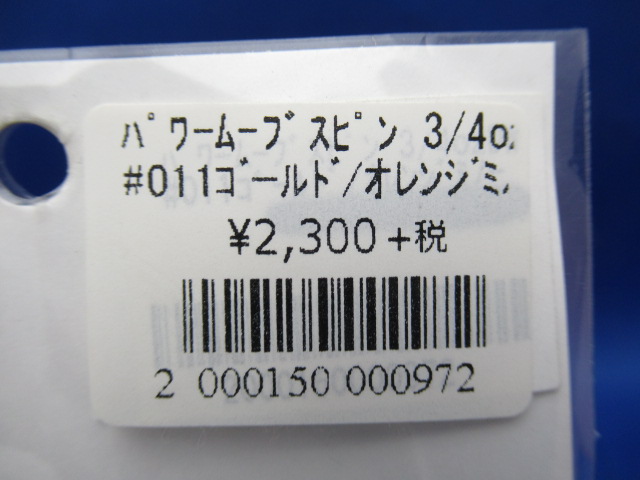 ﾊﾟﾜｰﾑｰﾌﾞｽﾋﾟﾝ 3/4oz
#011ｺﾞｰﾙﾄﾞ/ｵﾚﾝｼﾞﾐ
¥2,300+税
2 000150 000972